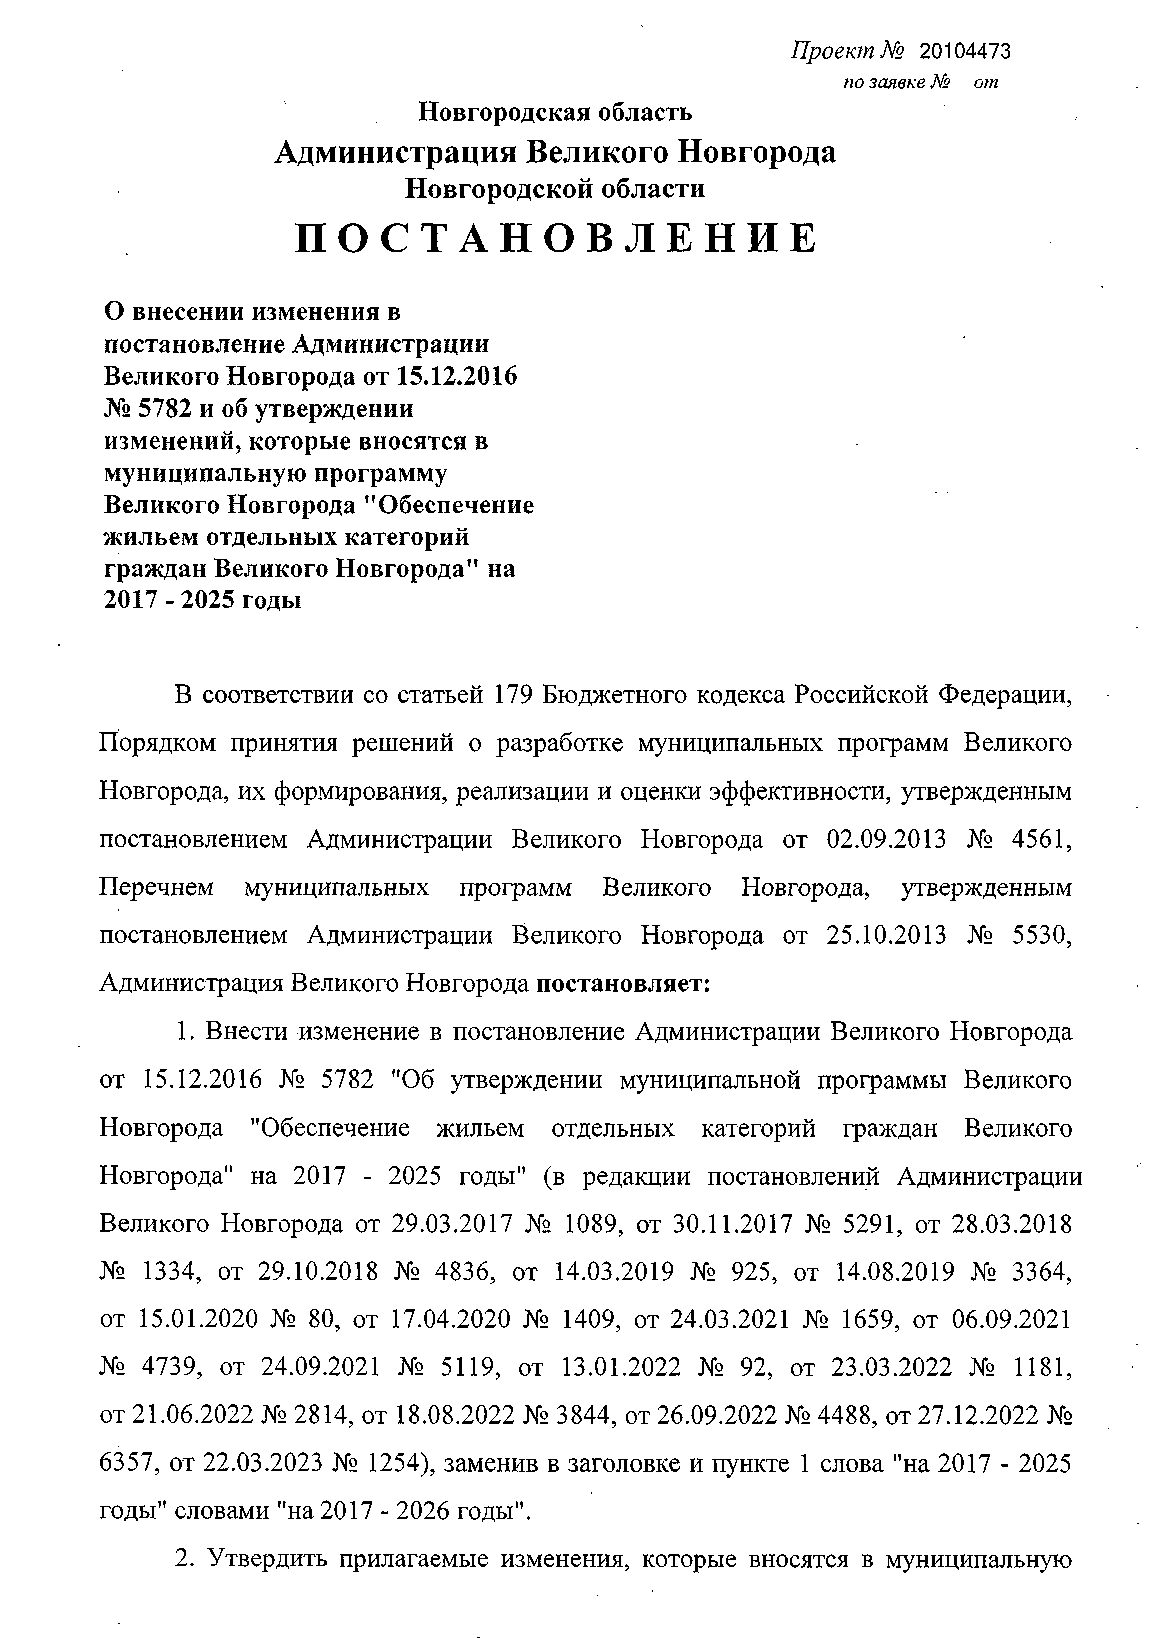 Проект № 20104473
по заявке № от
Новгородская область
Администрация Великого Новгорода
Новгородской области
П О С Т А Н О В Л Е Н И Е
О внесении изменения в
постановление Администрации
Великого Новгорода от 15.12.2016
№ 5782 и об утверждении
изменений, которые вносятся в
муниципальную программу
Великого Новгорода "Обеспечение
жильем отдельных категорий
граждан Великого Новгорода" на
2017 - 2025 годы
В соответствии со статьей 179 Бюджетного кодекса Российской Федерации,
Порядком принятия решений о разработке муниципальных программ Великого
Новгорода, их формирования, реализации и оценки эффективности, утвержденным
постановлением Администрации Великого Новгорода от 02.09.2013 № 4561,
Перечнем муниципальных программ Великого Новгорода, утвержденным
постановлением Администрации Великого Новгорода от 25.10.2013 № 5530,
Администрация Великого Новгорода постановляет:
1. Внести изменение в постановление Администрации Великого Новгорода
от 15.12.2016 № 5782 "Об утверждении муниципальной программы Великого
Новгорода "Обеспечение жильем отдельных категорий граждан Великого
Новгорода" на 2017 - 2025 годы" (в редакции постановлений Администрации
Великого Новгорода от 29.03.2017 № 1089, от 30.11.2017 № 5291, от 28.03.2018
№ 1334, от 29.10.2018 № 4836, от 14.03.2019 № 925, от 14.08.2019 № 3364,
от 15.01.2020 № 80, от 17.04.2020 № 1409, от 24.03.2021 № 1659, от 06.09.2021
№ 4739, от 24.09.2021 № 5119, от 13.01.2022 № 92, от 23.03.2022 № 1181,
от 21.06.2022 № 2814, от 18.08.2022 № 3844, от 26.09.2022 № 4488, от 27.12.2022 №
6357, от 22.03.2023 № 1254), заменив в заголовке и пункте 1 слова "на 2017 - 2025
годы" словами "на 2017 - 2026 годы".
2. Утвердить прилагаемые изменения, которые вносятся в муниципальную